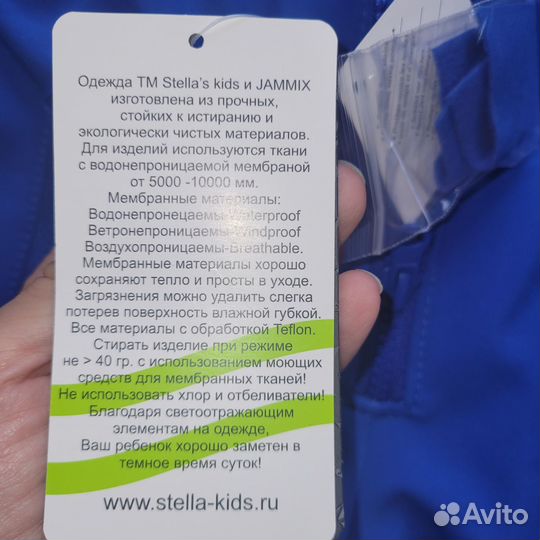 Одежда ТМ Stella's kids и JAMMIX
изготовлена из прочных,
стойких к истиранию и
экологически чистых материалов.
Для изделий используются ткани
с водонепроницаемой мембраной
от 5000 -10000 мм.
Мембранные материалы:
Водонепронецаемы-Waterproof
Ветронепроницаемы-Windproof
Воздухопроницаемы-Breathable.
Мембранные материалы хорошо
сохраняют тепло и просты в уходе.
Загрязнения можно удалить слегка
потерев поверхность влажной губкой.
Все материалы с обработкой Teflon.
Стирать изделие при режиме
не > 40 гр. с использованием моющих
средств для мембранных тканей!
Не использовать хлор и отбеливатели!
Благодаря светоотражающим
элементам на одежде,
Ваш ребенок хорошо заметен в
темное время суток!
www.stella-kids.ru
Avito